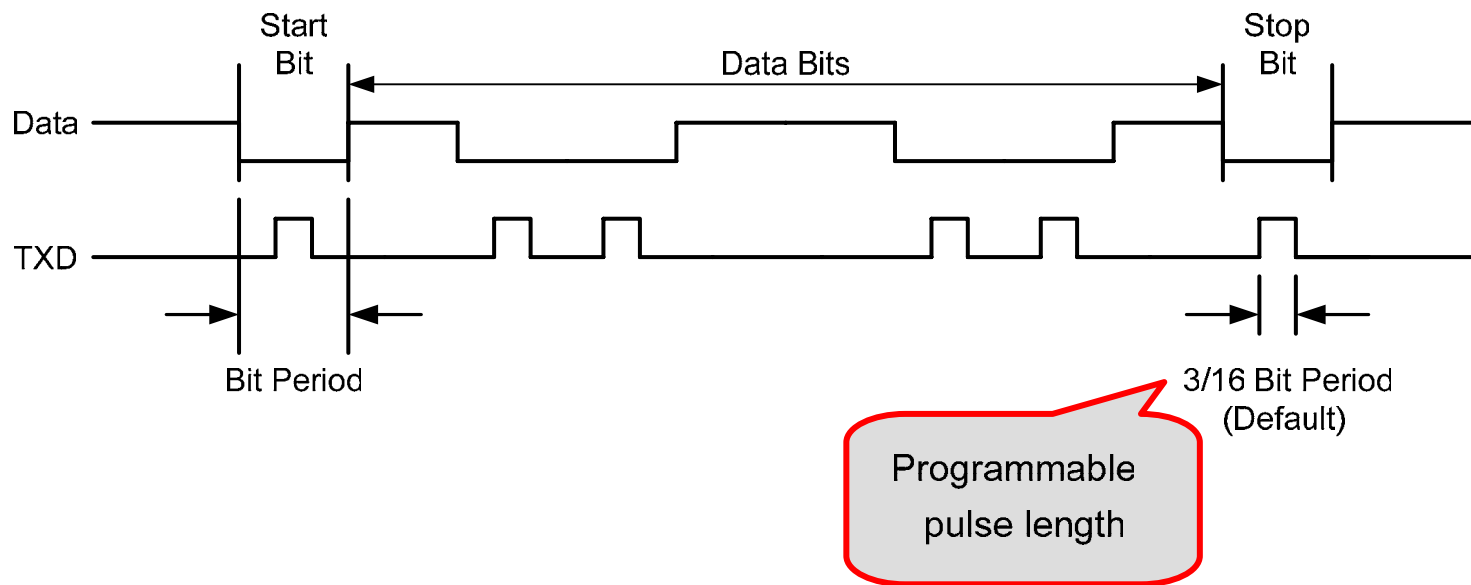 Start
Bit
Data Bits
Stop
Bit
Data
TXD
Bit Period
3/16 Bit Period
(Default)
Programmable
pulse length